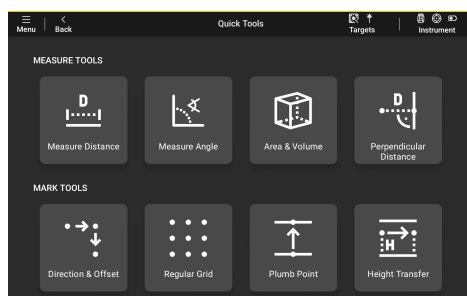 Menu
Back
Quick Tools
Targets
Instrument
MEASURE TOOLS
D
D
Measure Distance
Measure Angle
Area & Volume
Perpendicular
Distance
MARK TOOLS
H
Direction & Offset
Regular Grid
Plumb Point
Height Transfer